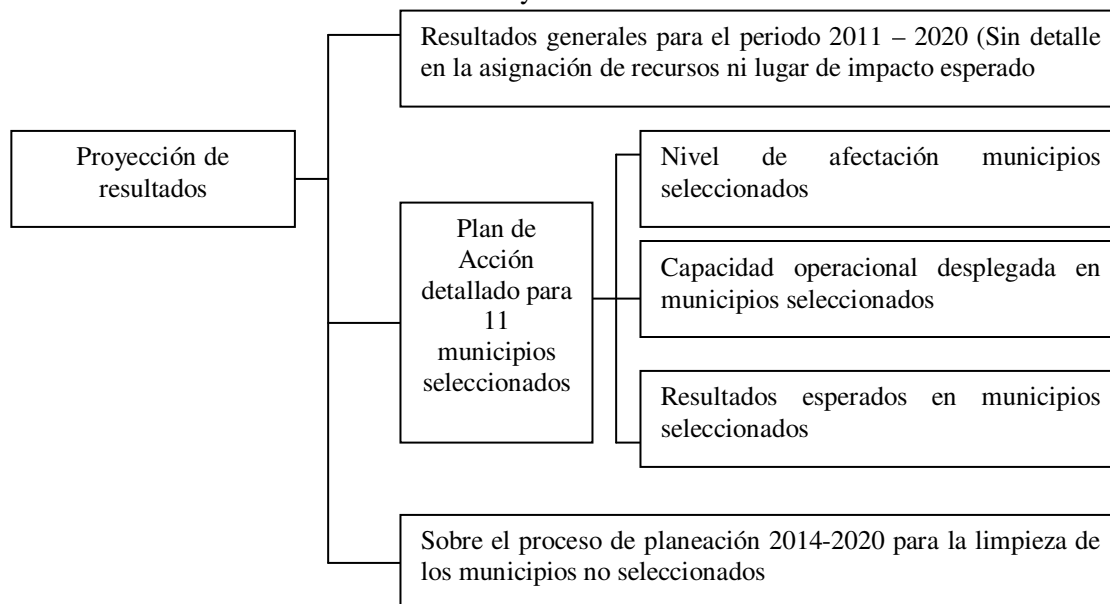 y
Resultados generales para el periodo 2011 – 2020 (Sin detalle
en la asignación de recursos ni lugar de impacto esperado
Proyección de
resultados
Plan de
Acción
detallado para
11
municipios
seleccionados
Nivel de afectación municipios
seleccionados
Capacidad operacional desplegada en
municipios seleccionados
Resultados esperados en municipios
seleccionados
Sobre el proceso de planeación 2014-2020 para la limpieza de
los municipios no seleccionados